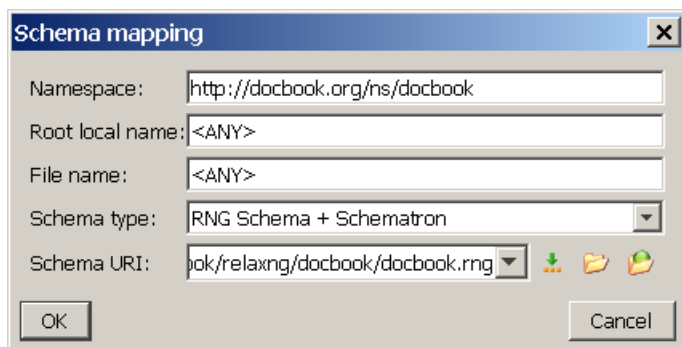 Schema mapping
Namespace: http://docbook.org/ns/docbook
Root local name: <ANY>
File name: <ANY>
Schema type: RNG Schema + Schematron
Schema URI: ook/relaxng/docbook/docbook.rng
OK Cancel